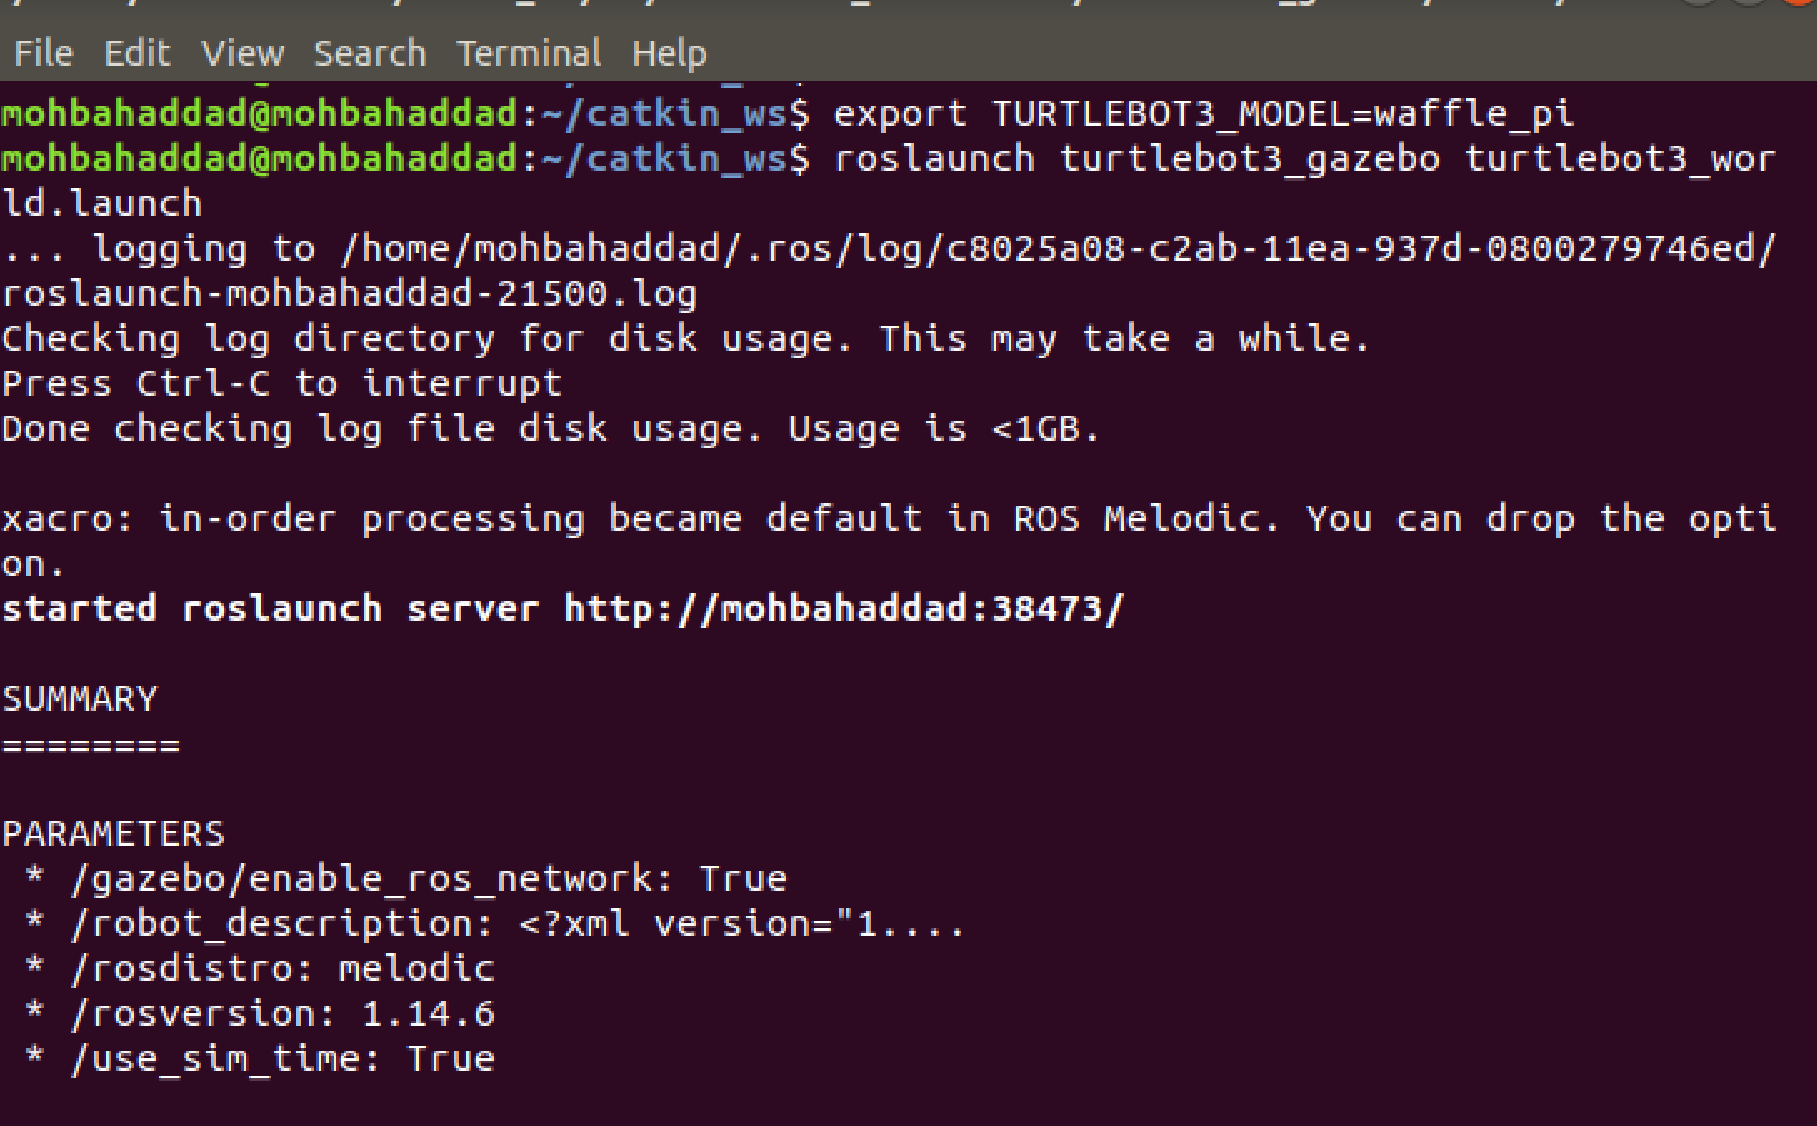 File Edit View Search Terminal Help
mohbahaddad@mohbahaddad:~/catkin_ws$ export TURTLEBOT3_MODEL=waffle_pi
mohbahaddad@mohbahaddad:~/catkin_ws$ roslaunch turtlebot3_gazebo turtlebot3_wor
ld.launch
... logging to /home/mohbahaddad/.ros/log/c8025a08-c2ab-11ea-937d-0800279746ed/
roslaunch-mohbahaddad-21500.log
Checking log directory for disk usage. This may take a while.
Press Ctrl-C to interrupt
Done checking log file disk usage. Usage is <1GB.

xacro: in-order processing became default in ROS Melodic. You can drop the opti
on.
started roslaunch server http://mohbahaddad:38473/

SUMMARY
========

PARAMETERS
 * /gazebo/enable_ros_network: True
 * /robot_description: <?xml version="1....
 * /rosdistro: melodic
 * /rosversion: 1.14.6
 * /use_sim_time: True